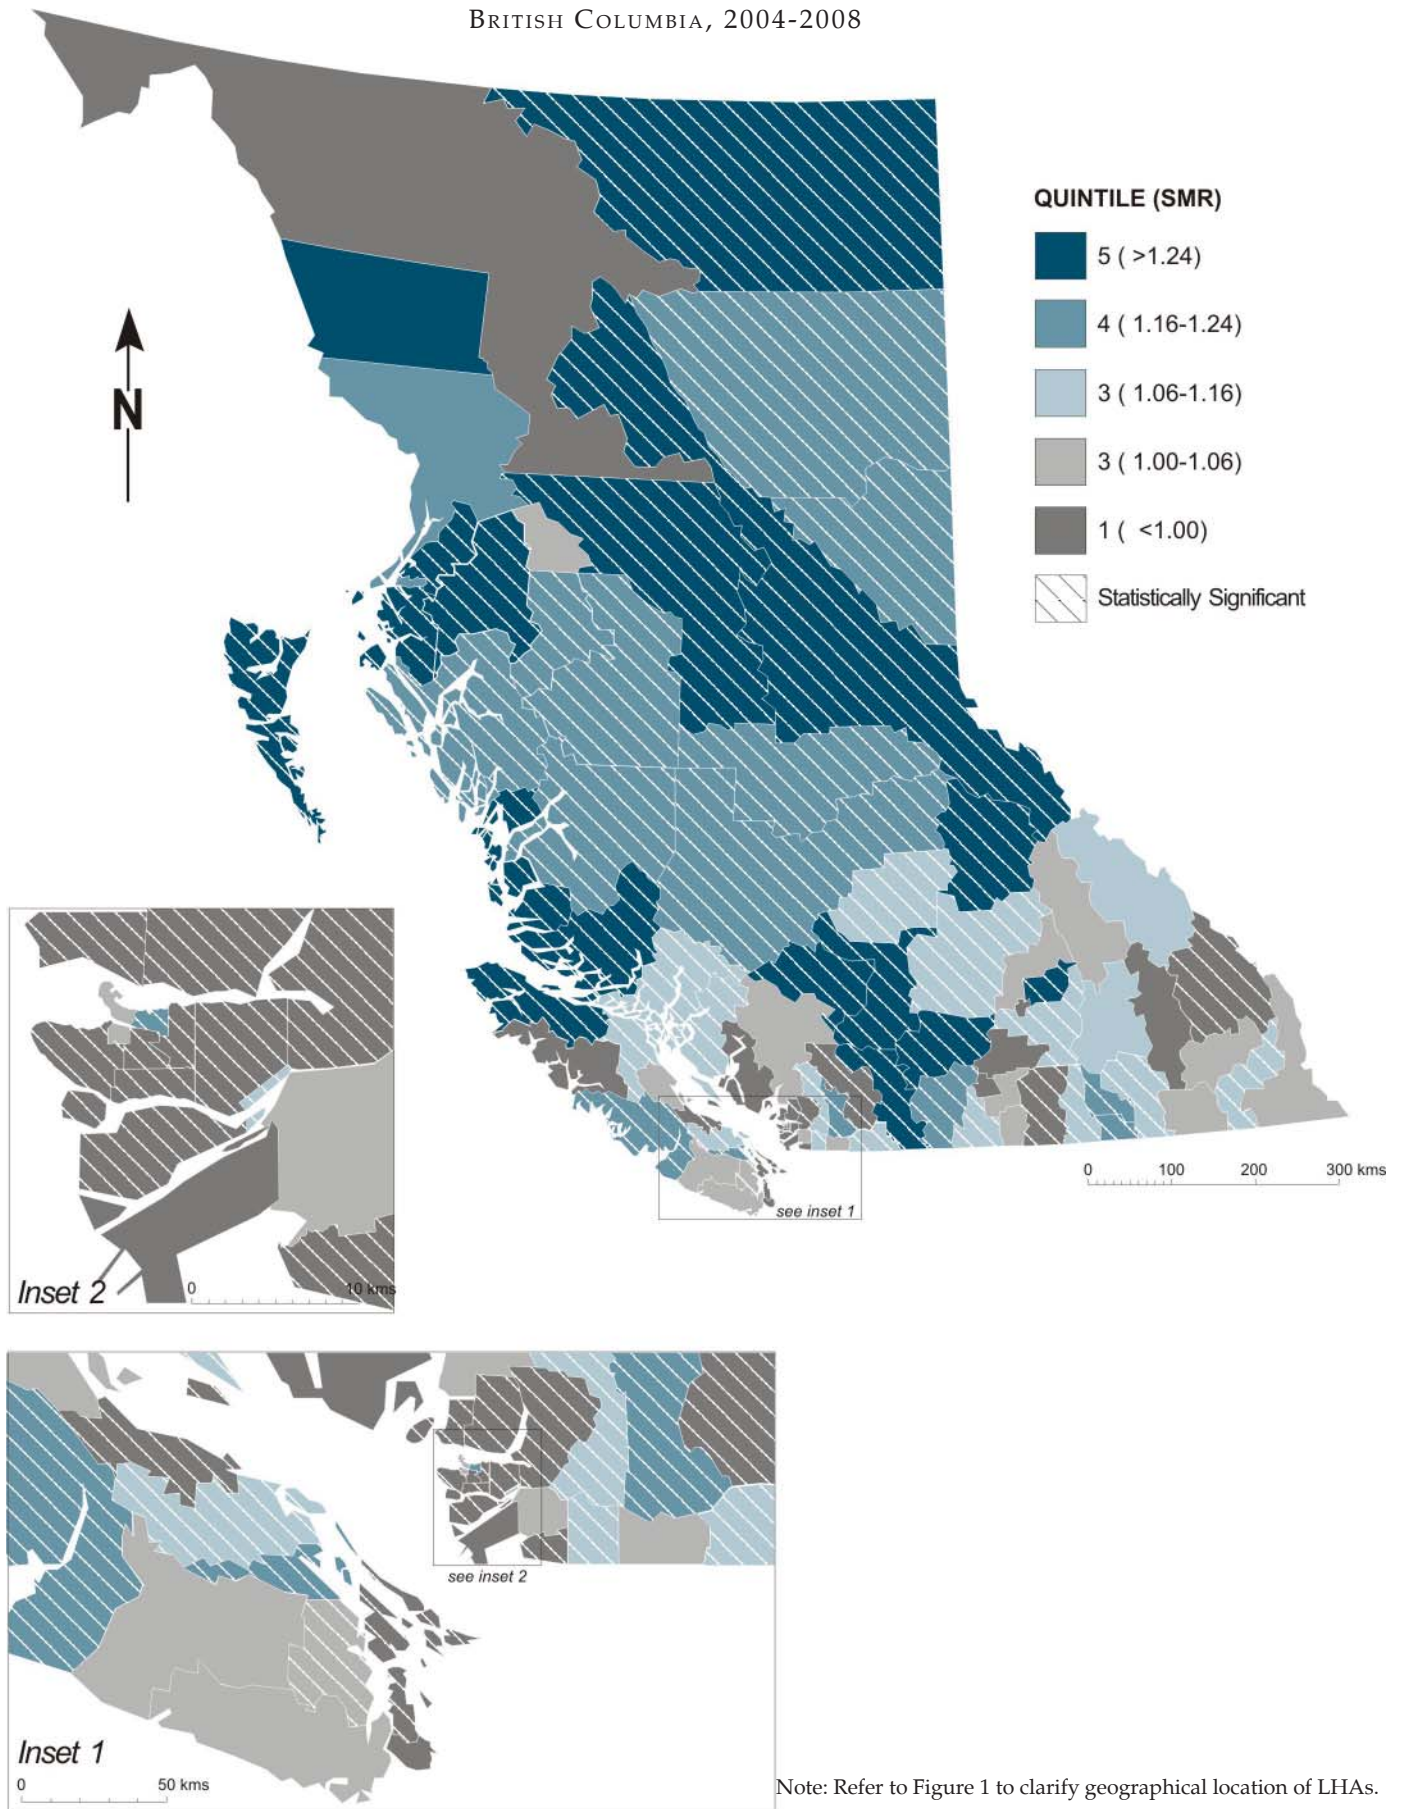 British Columbia, 2004-2008
QUINTILE (SMR)
5 ( >1.24)
4 ( 1.16-1.24)
3 ( 1.06-1.16)
3 ( 1.00-1.06)
1 ( <1.00)
Statistically Significant
N
0 100 200 300 kms
see inset 1
Inset 2
0 10 kms
see inset 2
Inset 1
0 50 kms
Note: Refer to Figure 1 to clarify geographical location of LHAs.